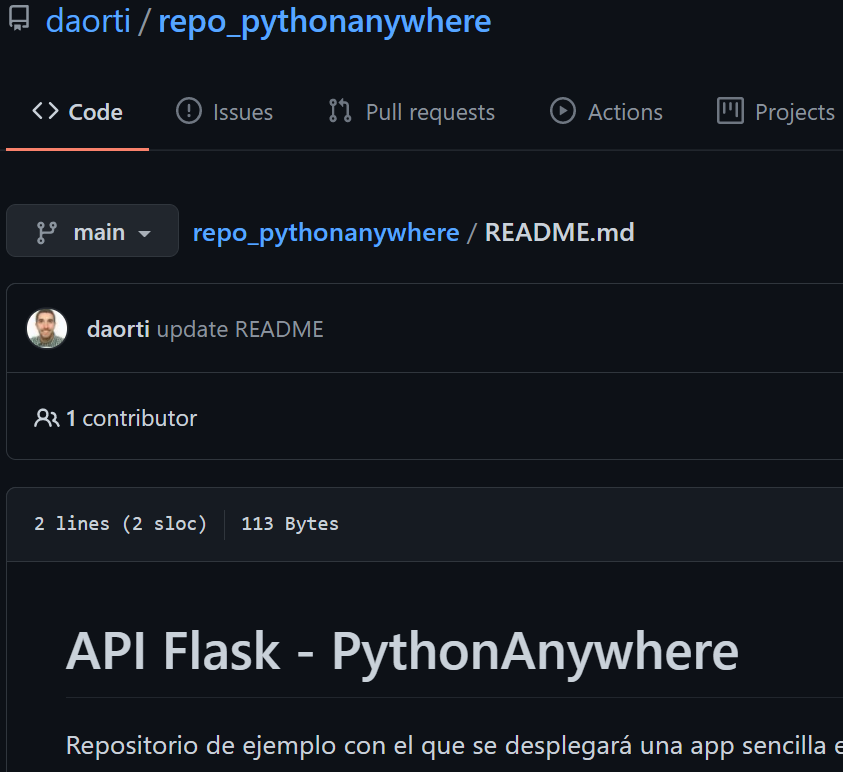 daorti / repo_pythonanywhere
Code Issues Pull requests Actions Projects
main repo_pythonanywhere / README.md
daorti update README
1 contributor
2 lines (2 sloc) 113 Bytes
API Flask - PythonAnywhere
Repositorio de ejemplo con el que se desplegará una app sencilla